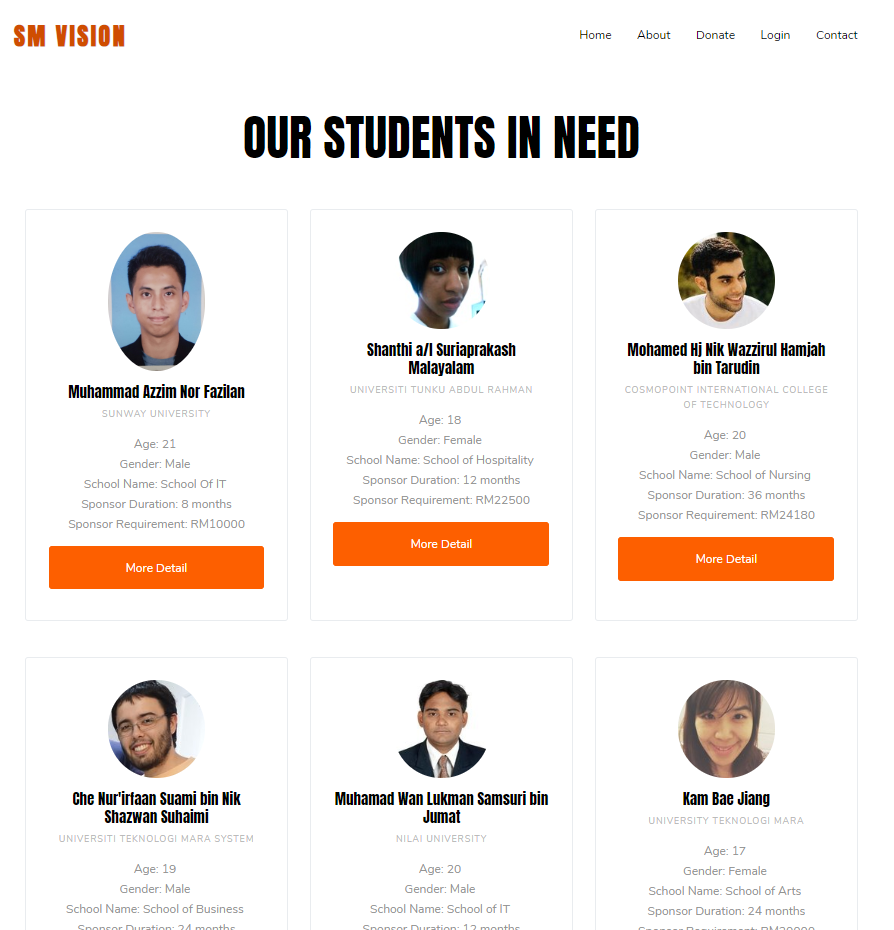 SM VISION
Home About Donate Login Contact
OUR STUDENTS IN NEED
Muhammad Azzim Nor Fazilan
SUNWAY UNIVERSITY
Age: 21
Gender: Male
School Name: School Of IT
Sponsor Duration: 8 months
Sponsor Requirement: RM10000
More Detail
Shanthi a/l Suriaprakash
Malayalam
UNIVERSITI TUNKU ABDUL RAHMAN
Age: 18
Gender: Female
School Name: School of Hospitality
Sponsor Duration: 12 months
Sponsor Requirement: RM22500
More Detail
Mohamed Hj Nik Wazzirul Hamjah
bin Tarudin
COSMOPOINT INTERNATIONAL COLLEGE
OF TECHNOLOGY
Age: 20
Gender: Male
School Name: School of Nursing
Sponsor Duration: 36 months
Sponsor Requirement: RM24180
More Detail
Che Nur'irfaan Suami bin Nik
Shazwan Suhaimi
UNIVERSITI TEKNOLOGI MARA SYSTEM
Age: 19
Gender: Male
School Name: School of Business
Sponsor Duration: 24 months
Muhamad Wan Lukman Samsuri bin
Jumat
NILAI UNIVERSITY
Age: 20
Gender: Male
School Name: School of IT
Sponsor Duration: 12 months
Kam Bae Jiang
UNIVERSITY TEKNOLOGI MARA
Age: 17
Gender: Female
School Name: School of Arts
Sponsor Duration: 24 months